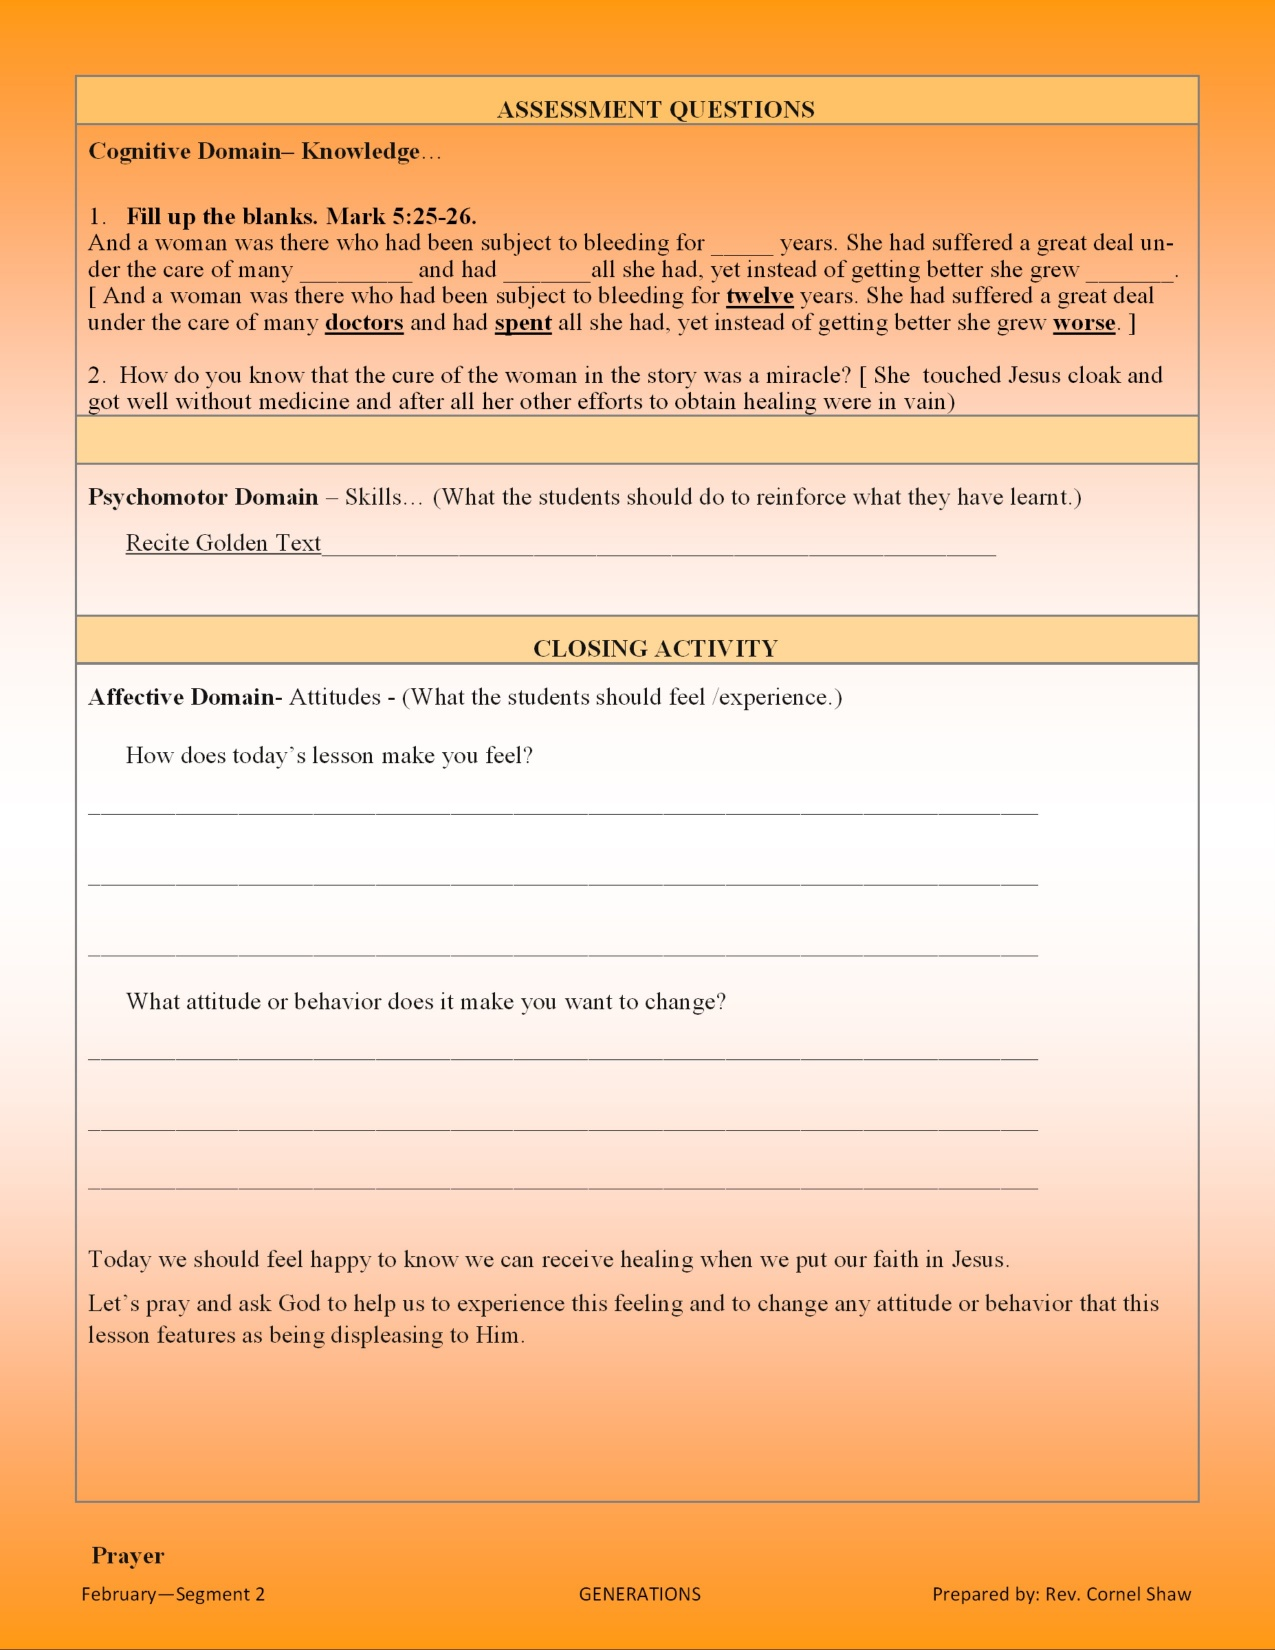 ASSESSMENT QUESTIONS
Cognitive Domain– Knowledge…
1. Fill up the blanks. Mark 5:25-26.
And a woman was there who had been subject to bleeding for _____ years. She had suffered a great deal un-
der the care of many _________ and had _______all she had, yet instead of getting better she grew _______.
[ And a woman was there who had been subject to bleeding for twelve years. She had suffered a great deal
under the care of many doctors and had spent all she had, yet instead of getting better she grew worse. ]
2. How do you know that the cure of the woman in the story was a miracle? [ She touched Jesus cloak and
got well without medicine and after all her other efforts to obtain healing were in vain)
Psychomotor Domain – Skills… (What the students should do to reinforce what they have learnt.)
Recite Golden Text______________________________________________________
CLOSING ACTIVITY
Affective Domain- Attitudes - (What the students should feel /experience.)
How does today’s lesson make you feel?
____________________________________________________________________________
____________________________________________________________________________
____________________________________________________________________________
What attitude or behavior does it make you want to change?
____________________________________________________________________________
____________________________________________________________________________
____________________________________________________________________________
Today we should feel happy to know we can receive healing when we put our faith in Jesus.
Let’s pray and ask God to help us to experience this feeling and to change any attitude or behavior that this
lesson features as being displeasing to Him.
Prayer
February—Segment 2 GENERATIONS Prepared by: Rev. Cornel Shaw